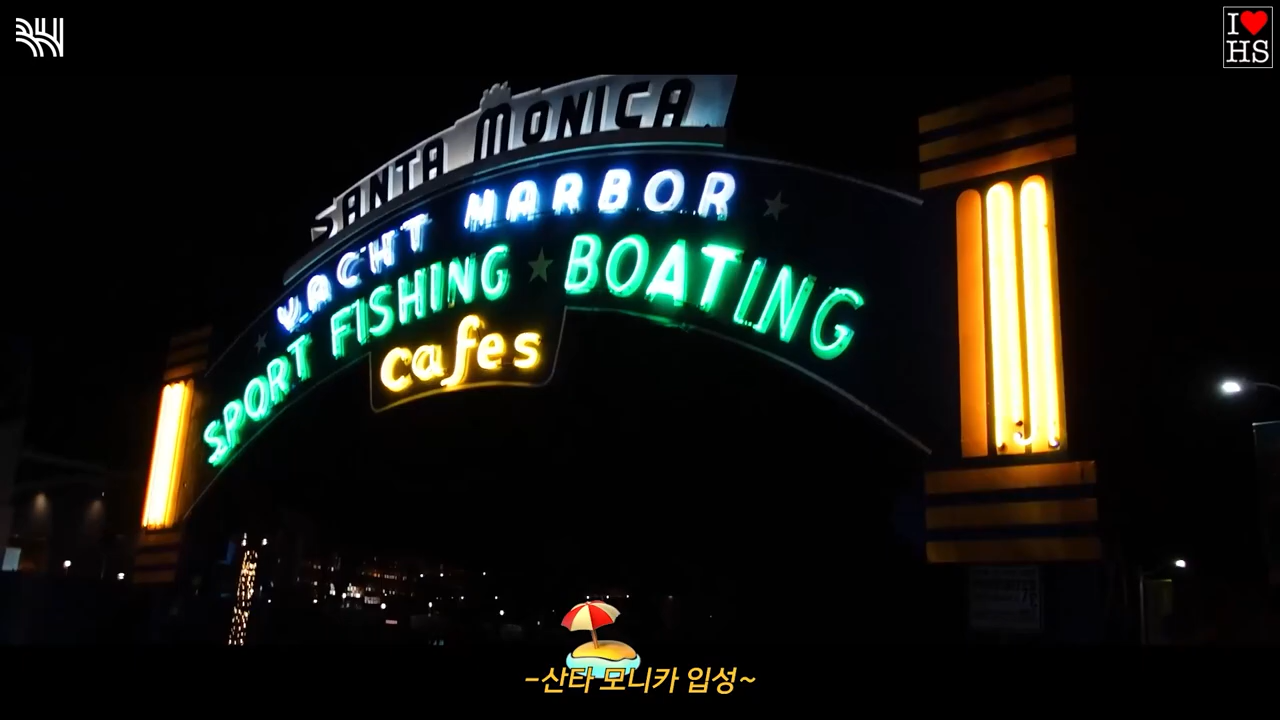 I ♥
HS
SANTA MONICA
YACHT HARBOR
SPORT FISHING ★ BOATING
Cafes
-산타 모니카 입성~